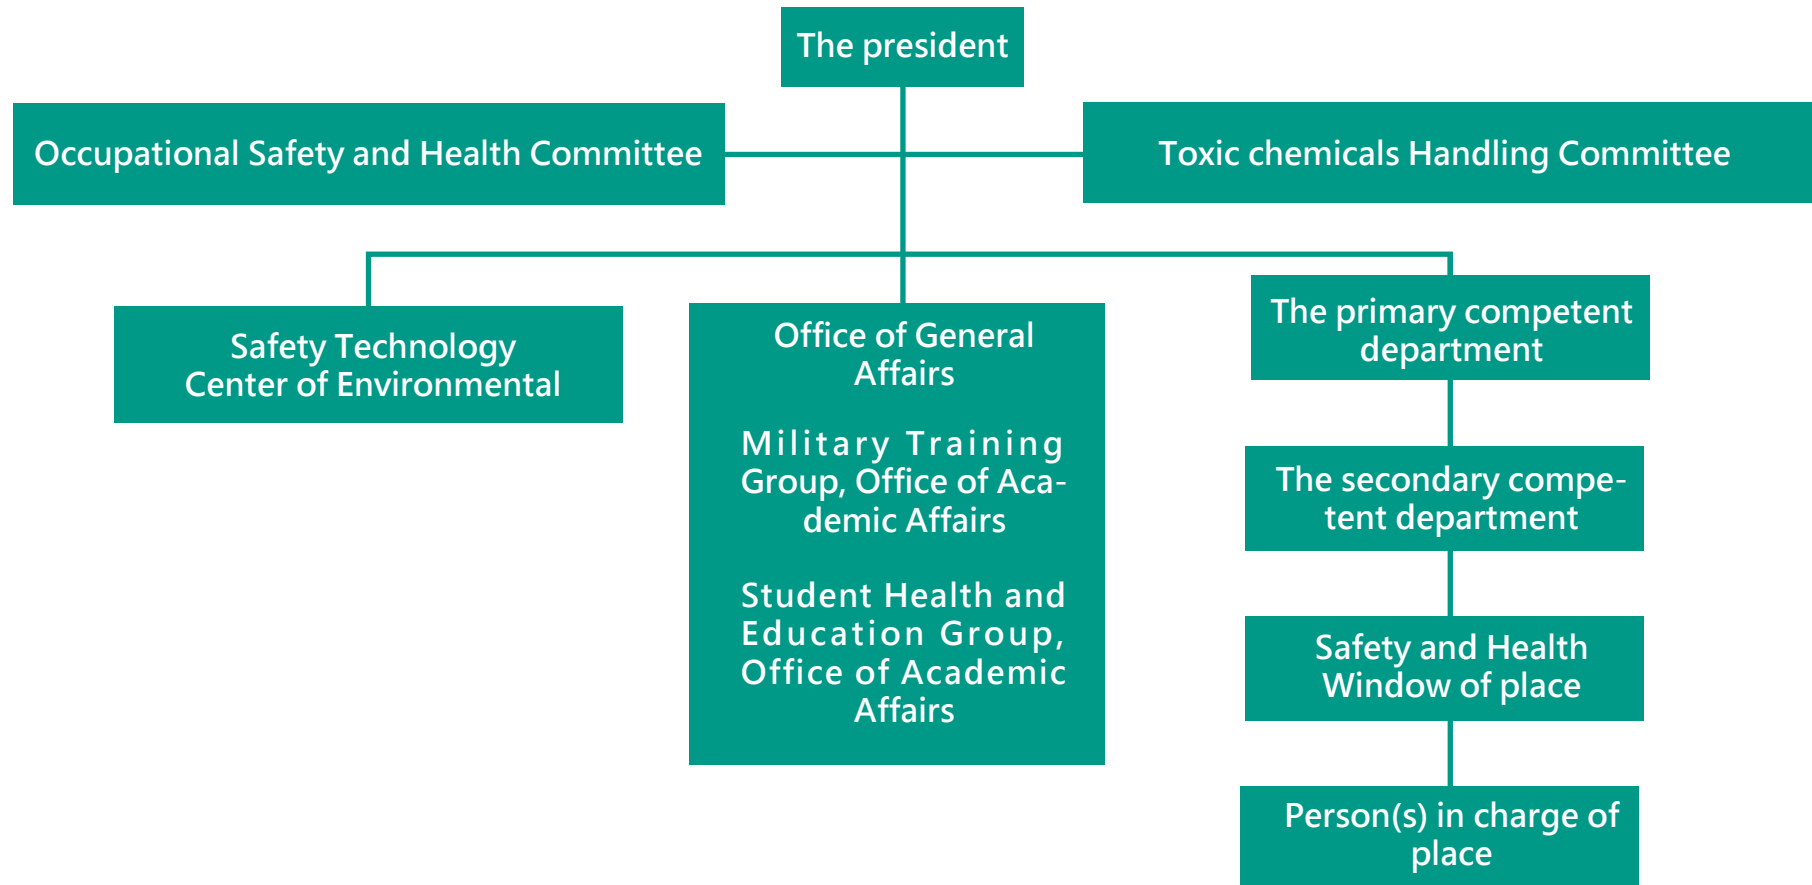 The president
Occupational Safety and Health Committee
Toxic chemicals Handling Committee
Safety Technology
Center of Environmental
Office of General
Affairs
Military Training
Group, Office of Aca-
demic Affairs
Student Health and
Education Group,
Office of Academic
Affairs
The primary competent
department
The secondary compe-
tent department
Safety and Health
Window of place
Person(s) in charge of
place